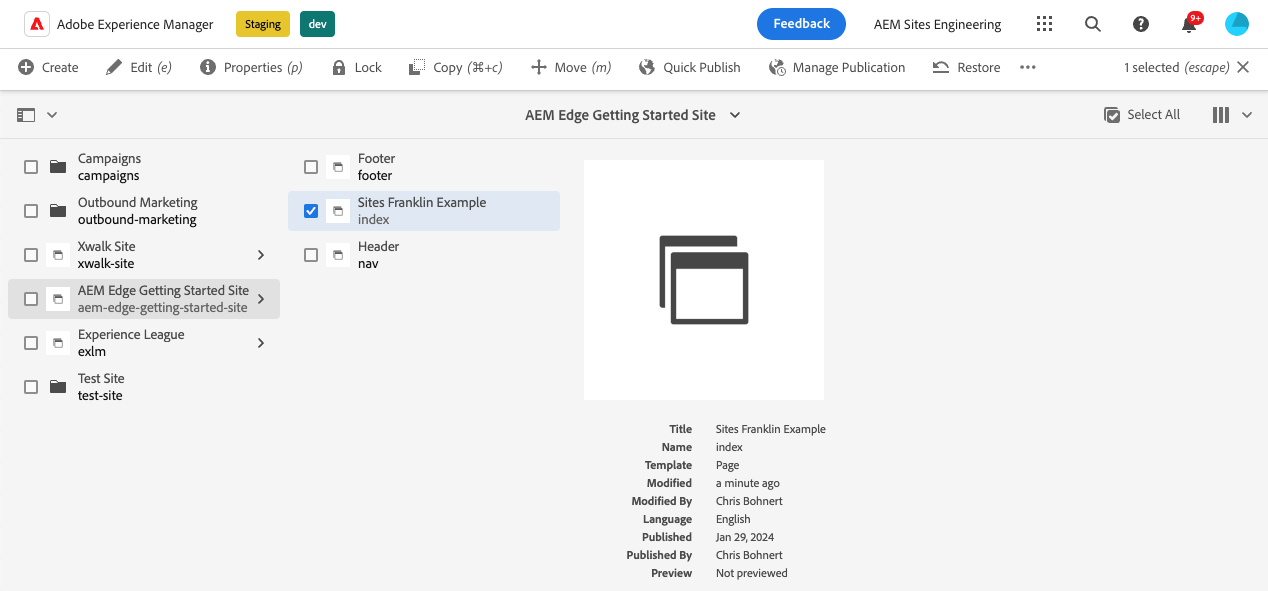 Adobe Experience Manager Staging dev Feedback AEM Sites Engineering 9+
Create Edit (e) Properties (p) Lock Copy (⌘+c) Move (m) Quick Publish Manage Publication Restore 1 selected (escape)
AEM Edge Getting Started Site Select All
Campaigns
campaigns
Outbound Marketing
outbound-marketing
Xwalk Site
xwalk-site
AEM Edge Getting Started Site
aem-edge-getting-started-site
Experience League
exlm
Test Site
test-site
Footer
footer
Sites Franklin Example
index
Header
nav
Title Sites Franklin Example
Name index
Template Page
Modified a minute ago
Modified By Chris Bohnert
Language English
Published Jan 29, 2024
Published By Chris Bohnert
Preview Not previewed